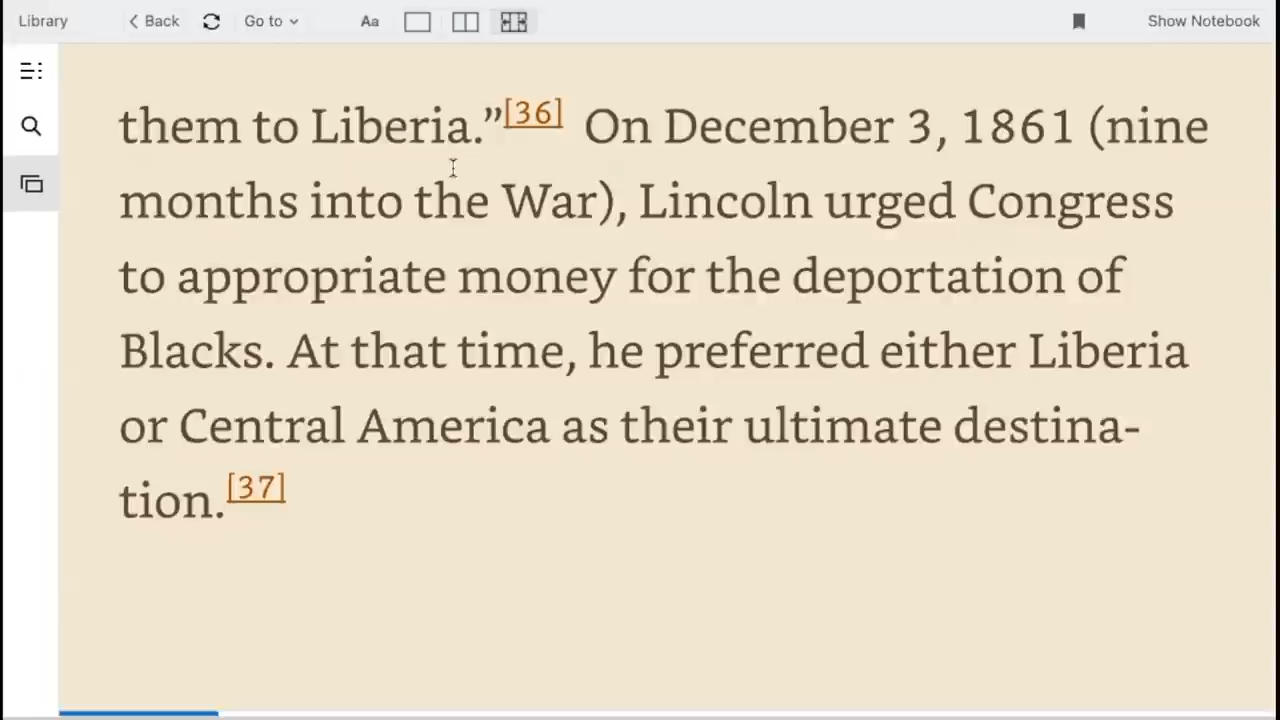 Library Back Go to Aa Show Notebook
them to Liberia.”[36] On December 3, 1861 (nine
months into the War), Lincoln urged Congress
to appropriate money for the deportation of
Blacks. At that time, he preferred either Liberia
or Central America as their ultimate destina-
tion.[37]